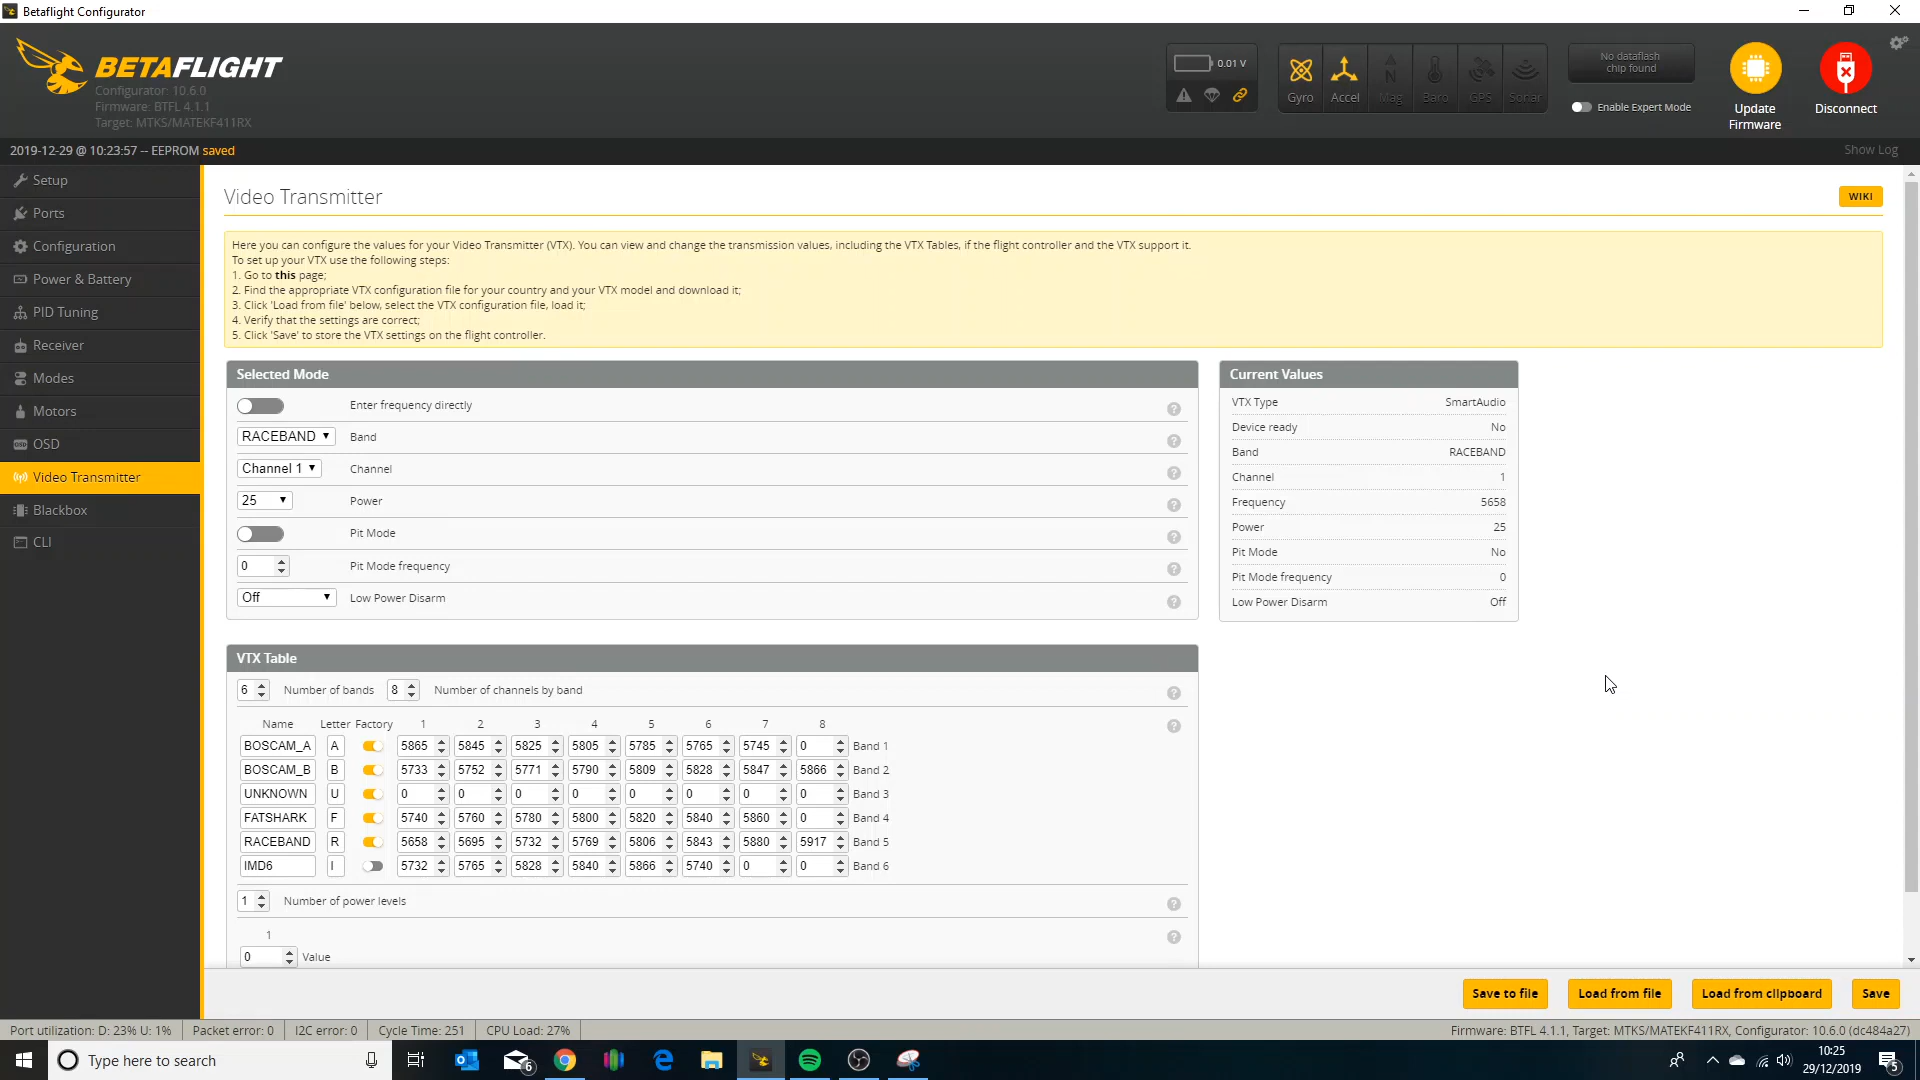 Betaflight Configurator
BETAFLIGHT
Configurator: 10.6.0
Firmware: BTFL 4.1.1
Target: MTKS/MATEKF411RX
0.01 V
Gyro
Accel
Mag
Baro
GPS
Sonar
No dataflash
chip found
Enable Expert Mode
Update
Firmware
Disconnect
2019-12-29 @ 10:23:57 -- EEPROM saved
Show Log
Setup
Ports
Configuration
Power & Battery
PID Tuning
Receiver
Modes
Motors
OSD
Video Transmitter
Blackbox
CLI
Video Transmitter
WIKI
Here you can configure the values for your Video Transmitter (VTX). You can view and change the transmission values, including the VTX Tables, if the flight controller and the VTX support it.
To set up your VTX use the following steps:
1. Go to this page;
2. Find the appropriate VTX configuration file for your country and your VTX model and download it;
3. Click 'Load from file' below, select the VTX configuration file, load it;
4. Verify that the settings are correct;
5. Click 'Save' to store the VTX settings on the flight controller.
Selected Mode
Enter frequency directly
RACEBAND Band
Channel 1 Channel
25 Power
Pit Mode
0 Pit Mode frequency
Off Low Power Disarm
Current Values
VTX Type SmartAudio
Device ready No
Band RACEBAND
Channel 1
Frequency 5658
Power 25
Pit Mode No
Pit Mode frequency 0
Low Power Disarm Off
VTX Table
6 Number of bands 8 Number of channels by band
Name Letter Factory 1 2 3 4 5 6 7 8
BOSCAM_A A 5865 5845 5825 5805 5785 5765 5745 0 Band 1
BOSCAM_B B 5733 5752 5771 5790 5809 5828 5847 5866 Band 2
UNKNOWN U 0 0 0 0 0 0 0 0 Band 3
FATSHARK F 5740 5760 5780 5800 5820 5840 5860 0 Band 4
RACEBAND R 5658 5695 5732 5769 5806 5843 5880 5917 Band 5
IMD6 I 5732 5765 5828 5840 5866 5740 0 0 Band 6
1 Number of power levels
1
0 Value
Save to file
Load from file
Load from clipboard
Save
Port utilization: D: 23% U: 1%
Packet error: 0
I2C error: 0
Cycle Time: 251
CPU Load: 27%
Firmware: BTFL 4.1.1, Target: MTKS/MATEKF411RX, Configurator: 10.6.0 (dc484a27)
Type here to search
6
10:25
29/12/2019
5